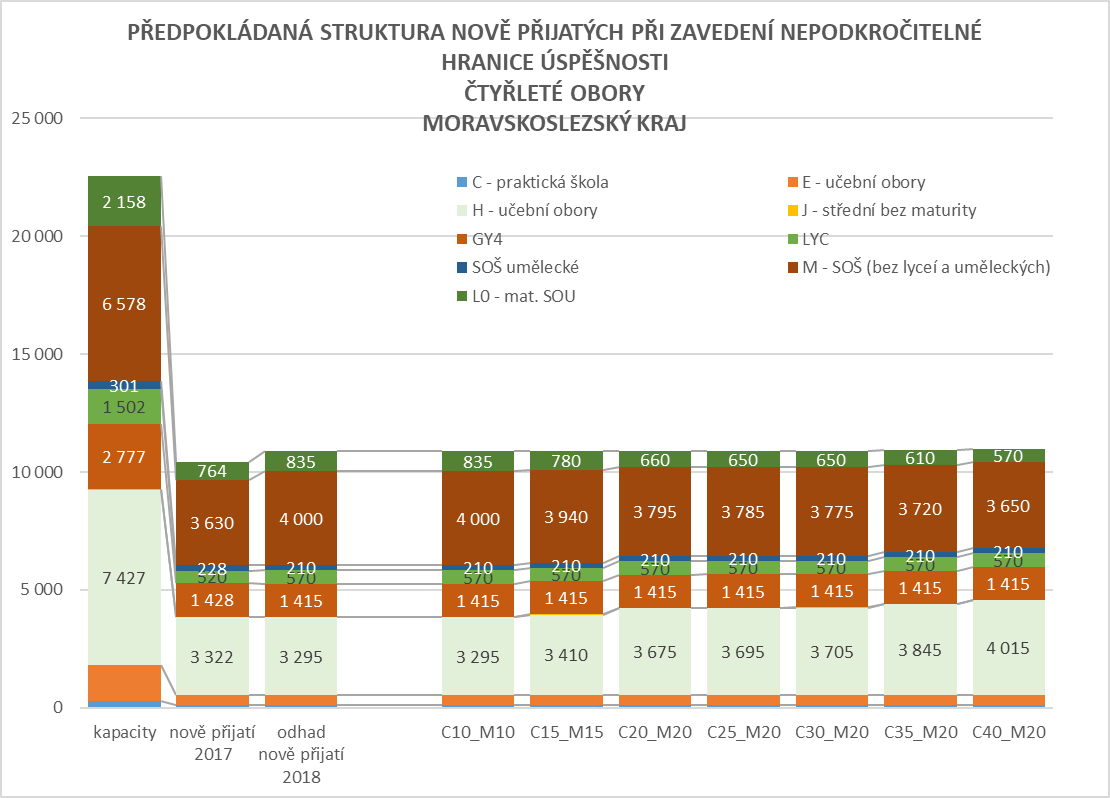 PŘEDPOKLÁDANÁ STRUKTURA NOVĚ PŘIJATÝCH PŘI ZAVEDENÍ NEPODKROČITELNÉ
HRANICE ÚSPĚŠNOSTI
ČTYŘLETÉ OBORY
MORAVSKOSLEZSKÝ KRAJ
25 000
20 000
15 000
10 000
5 000
0
C - praktická škola
E - učební obory
H - učební obory
J - střední bez maturity
GY4
LYC
SOŠ umělecké
M - SOŠ (bez lyceí a uměleckých)
L0 - mat. SOU
2 158
6 578
301
1 502
2 777
7 427
764
3 630
228
520
1 428
3 322
835
4 000
210
570
1 415
3 295
835
4 000
210
570
1 415
3 295
780
3 940
210
570
1 415
3 410
660
3 795
210
570
1 415
3 675
650
3 785
210
570
1 415
3 695
650
3 775
210
570
1 415
3 705
610
3 720
210
570
1 415
3 845
570
3 650
210
570
1 415
4 015
kapacity
nově přijatí
2017
odhad
nově přijatí
2018
C10_M10
C15_M15
C20_M20
C25_M20
C30_M20
C35_M20
C40_M20